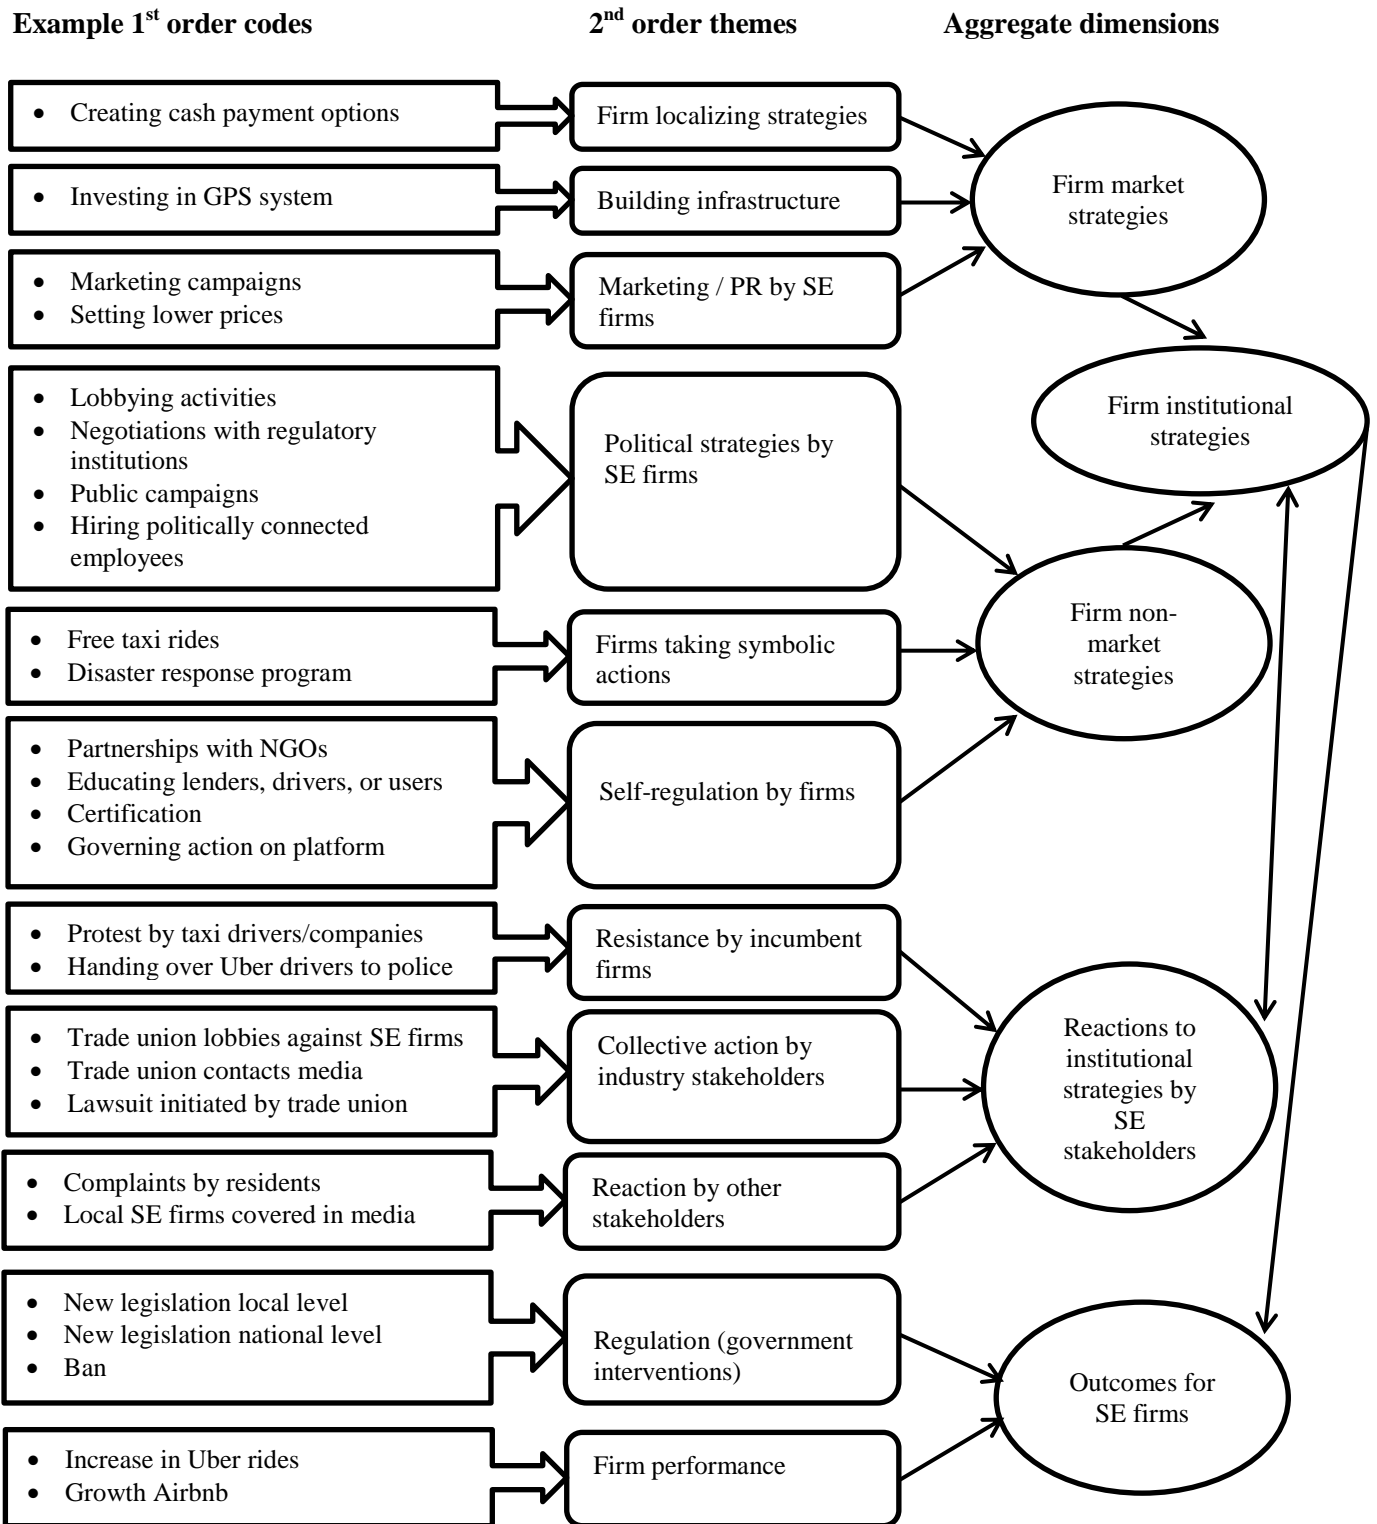 Example 1st order codes
2nd order themes
Aggregate dimensions
• Creating cash payment options
Firm localizing strategies
• Investing in GPS system
Building infrastructure
• Marketing campaigns
• Setting lower prices
Marketing / PR by SE
firms
Firm market
strategies
• Lobbying activities
• Negotiations with regulatory
institutions
• Public campaigns
• Hiring politically connected
employees
Political strategies by
SE firms
Firm institutional
strategies
• Free taxi rides
• Disaster response program
Firms taking symbolic
actions
Firm non-
market
strategies
• Partnerships with NGOs
• Educating lenders, drivers, or users
• Certification
• Governing action on platform
Self-regulation by firms
• Protest by taxi drivers/companies
• Handing over Uber drivers to police
Resistance by incumbent
firms
• Trade union lobbies against SE firms
• Trade union contacts media
• Lawsuit initiated by trade union
Collective action by
industry stakeholders
Reactions to
institutional
strategies by
SE
stakeholders
• Complaints by residents
• Local SE firms covered in media
Reaction by other
stakeholders
• New legislation local level
• New legislation national level
• Ban
Regulation (government
interventions)
Outcomes for
SE firms
• Increase in Uber rides
• Growth Airbnb
Firm performance